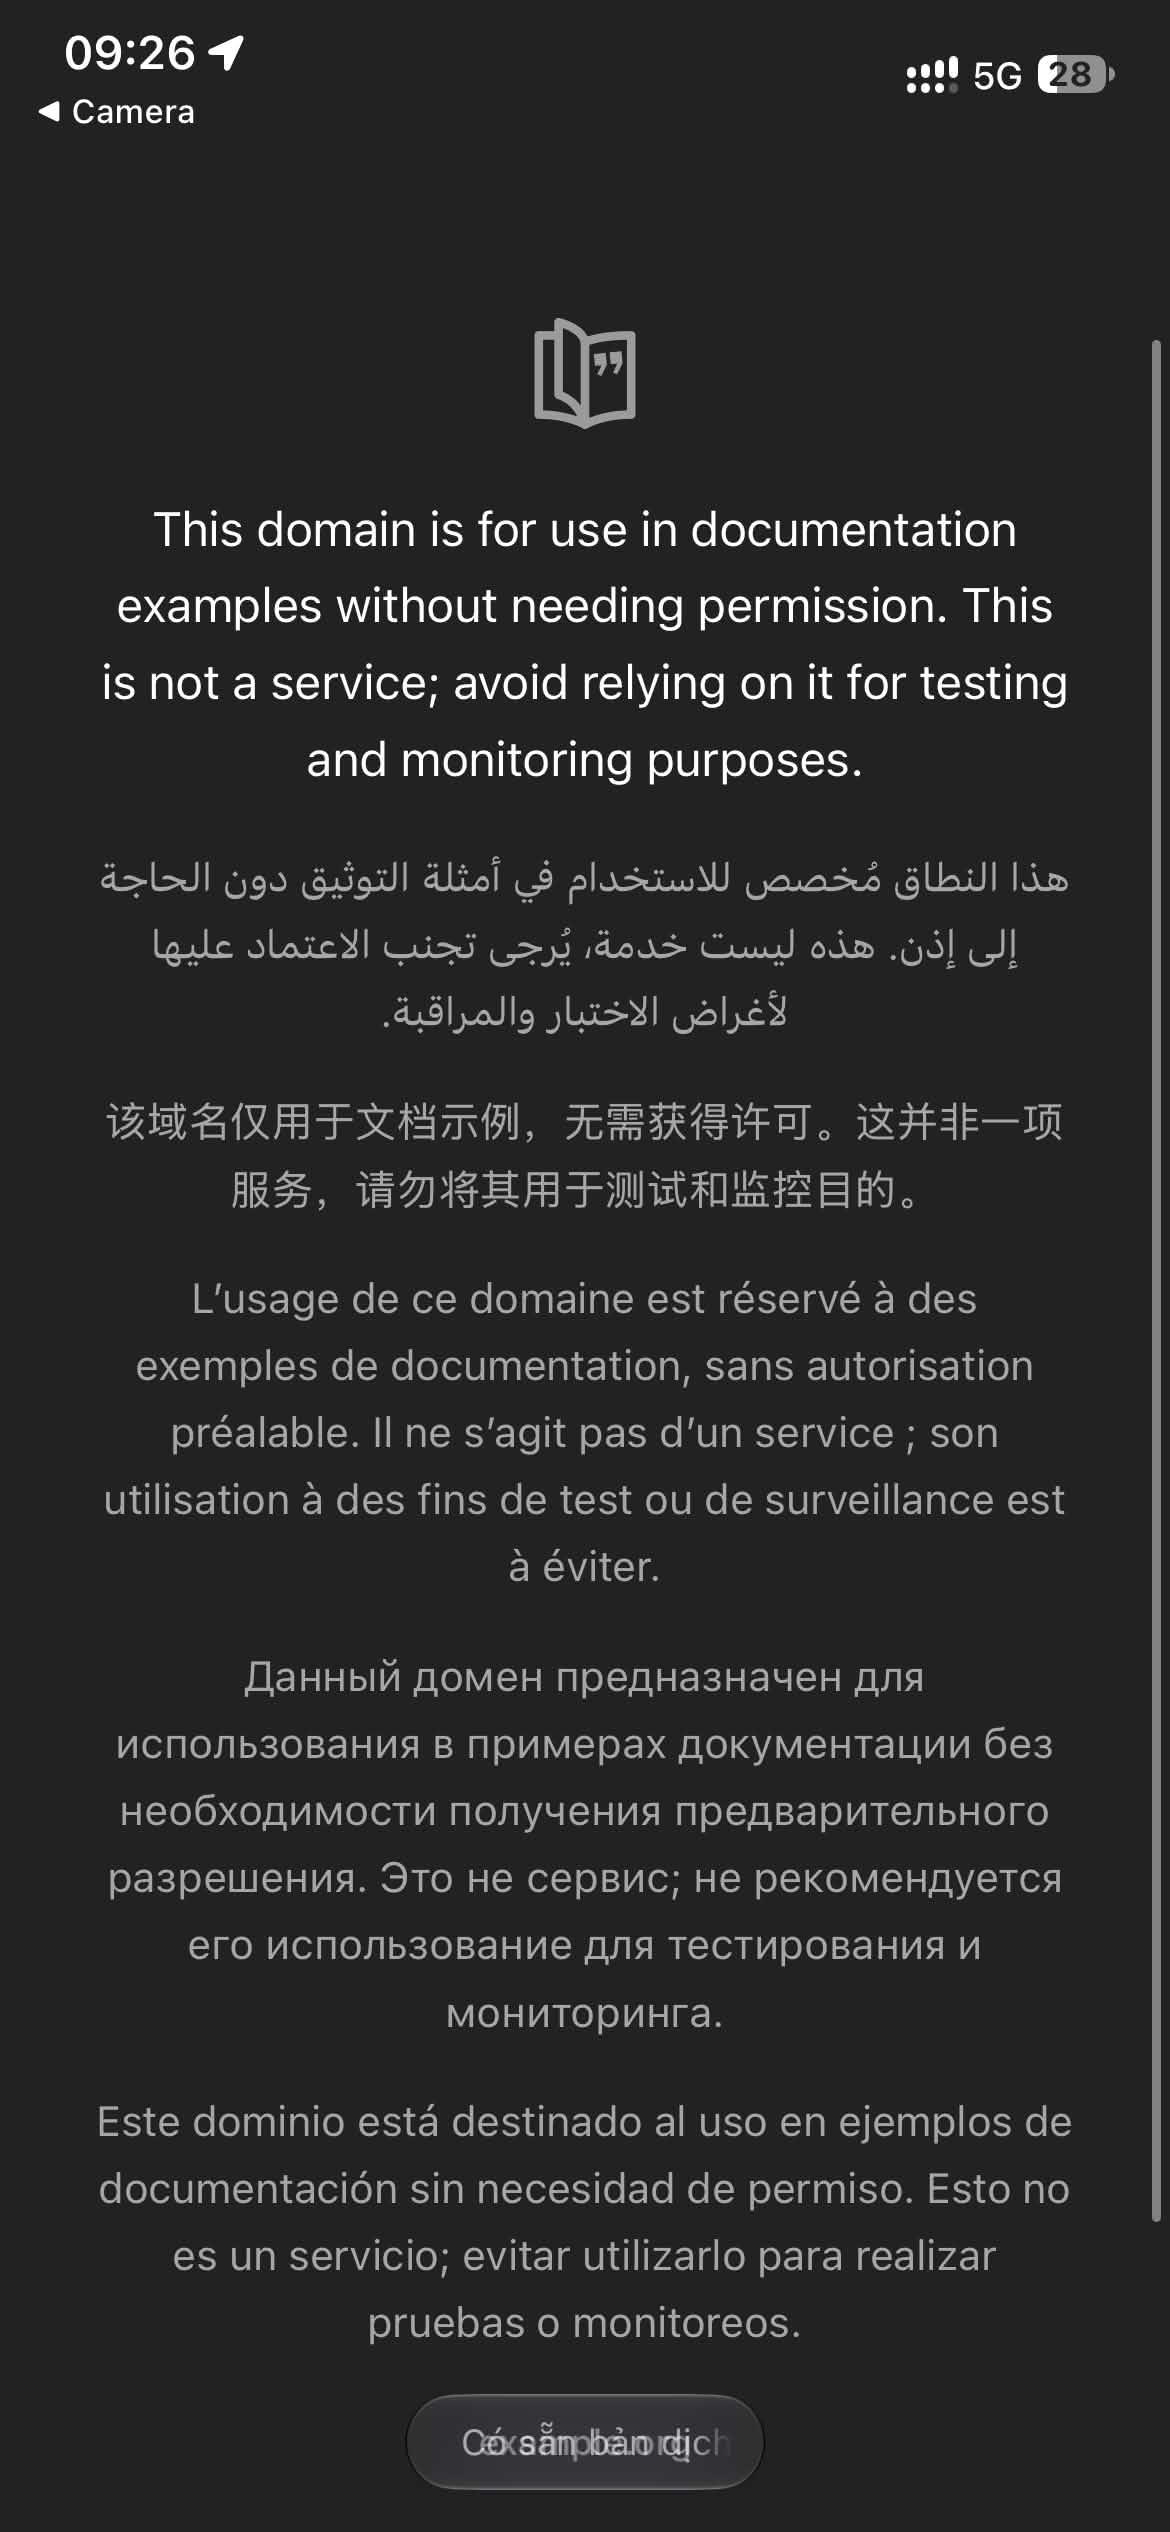 09:26
◀ Camera
5G
28
This domain is for use in documentation
examples without needing permission. This
is not a service; avoid relying on it for testing
and monitoring purposes.
هذا النطاق مُخصص للاستخدام في أمثلة التوثيق دون الحاجة
إلى إذن. هذه ليست خدمة، يُرجى تجنب الاعتماد عليها
لأغراض الاختبار والمراقبة.
该域名仅用于文档示例，无需获得许可。这并非一项
服务，请勿将其用于测试和监控目的。
L’usage de ce domaine est réservé à des
exemples de documentation, sans autorisation
préalable. Il ne s’agit pas d’un service ; son
utilisation à des fins de test ou de surveillance est
à éviter.
Данный домен предназначен для
использования в примерах документации без
необходимости получения предварительного
разрешения. Это не сервис; не рекомендуется
его использование для тестирования и
мониторинга.
Este dominio está destinado al uso en ejemplos de
documentación sin necesidad de permiso. Esto no
es un servicio; evitar utilizarlo para realizar
pruebas o monitoreos.
Có sẵn bản dịch
example.org